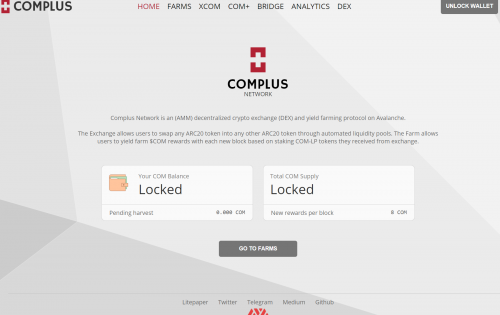 COMPLUS HOME FARMS XCOM COM+ BRIDGE ANALYTICS DEX UNLOCK WALLET
COMPLUS
NETWORK
Complus Network is an (AMM) decentralized crypto exchange (DEX) and yield farming protocol on Avalanche.
The Exchange allows users to swap any ARC20 token into any other ARC20 token through automated liquidity pools. The Farm allows
users to yield farm $COM rewards with each new block based on staking COM-LP tokens they received from exchange.
Your COM Balance
Locked
Pending harvest 0.000 COM
Total COM Supply
Locked
New rewards per block 8 COM
GO TO FARMS
Litepaper Twitter Telegram Medium Github